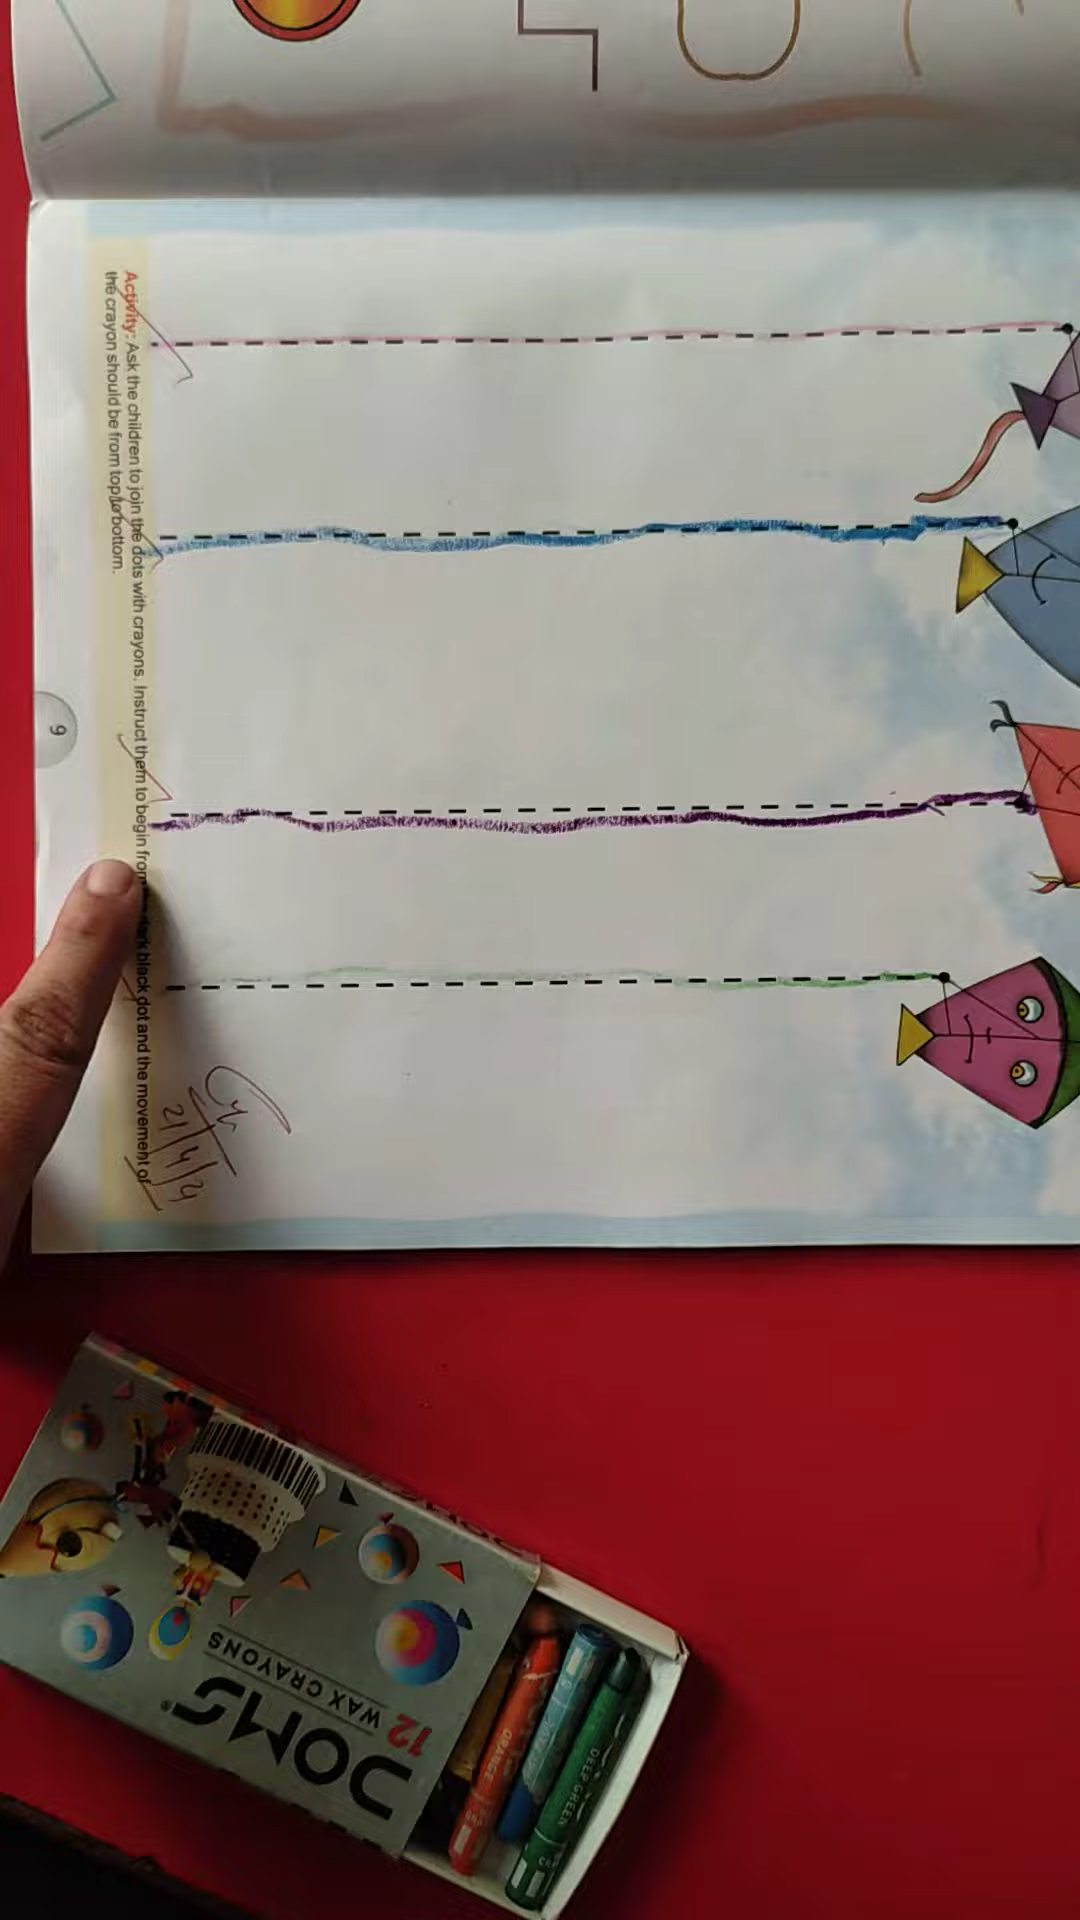 Activity: Ask the children to join the dots with crayons. Instruct them to begin from the dark black dot and the movement of
the crayon should be from top to bottom.
9
21/4/21
DOMS
12 WAX CRAYONS
ORANGE
DEEP GREEN